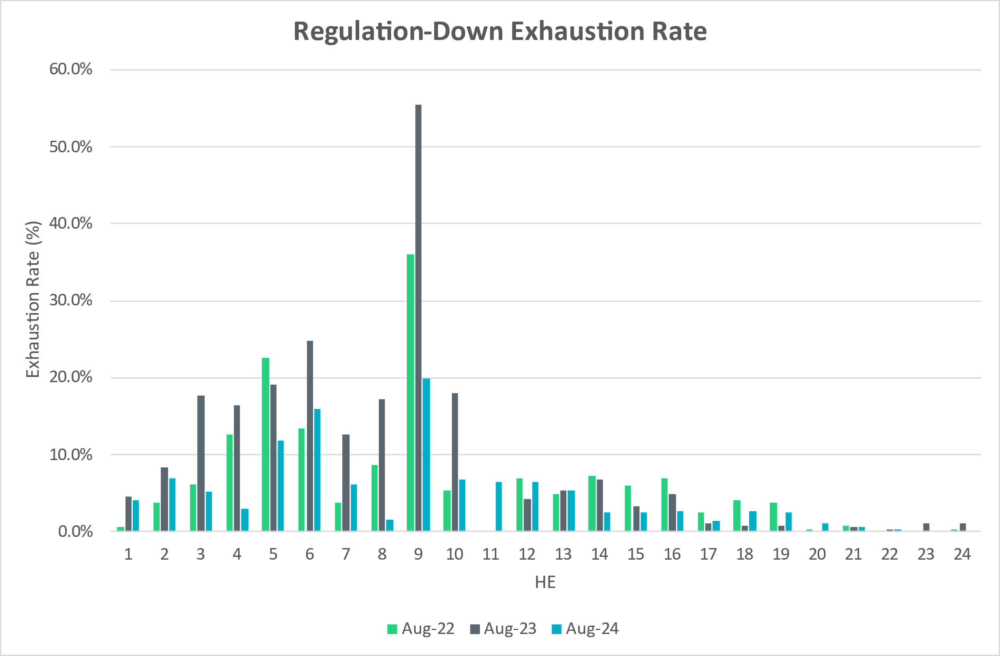 Regulation-Down Exhaustion Rate
60.0%
50.0%
40.0%
30.0%
20.0%
10.0%
0.0%
Exhaustion Rate (%)
1 2 3 4 5 6 7 8 9 10 11 12 13 14 15 16 17 18 19 20 21 22 23 24
HE
Aug-22 Aug-23 Aug-24